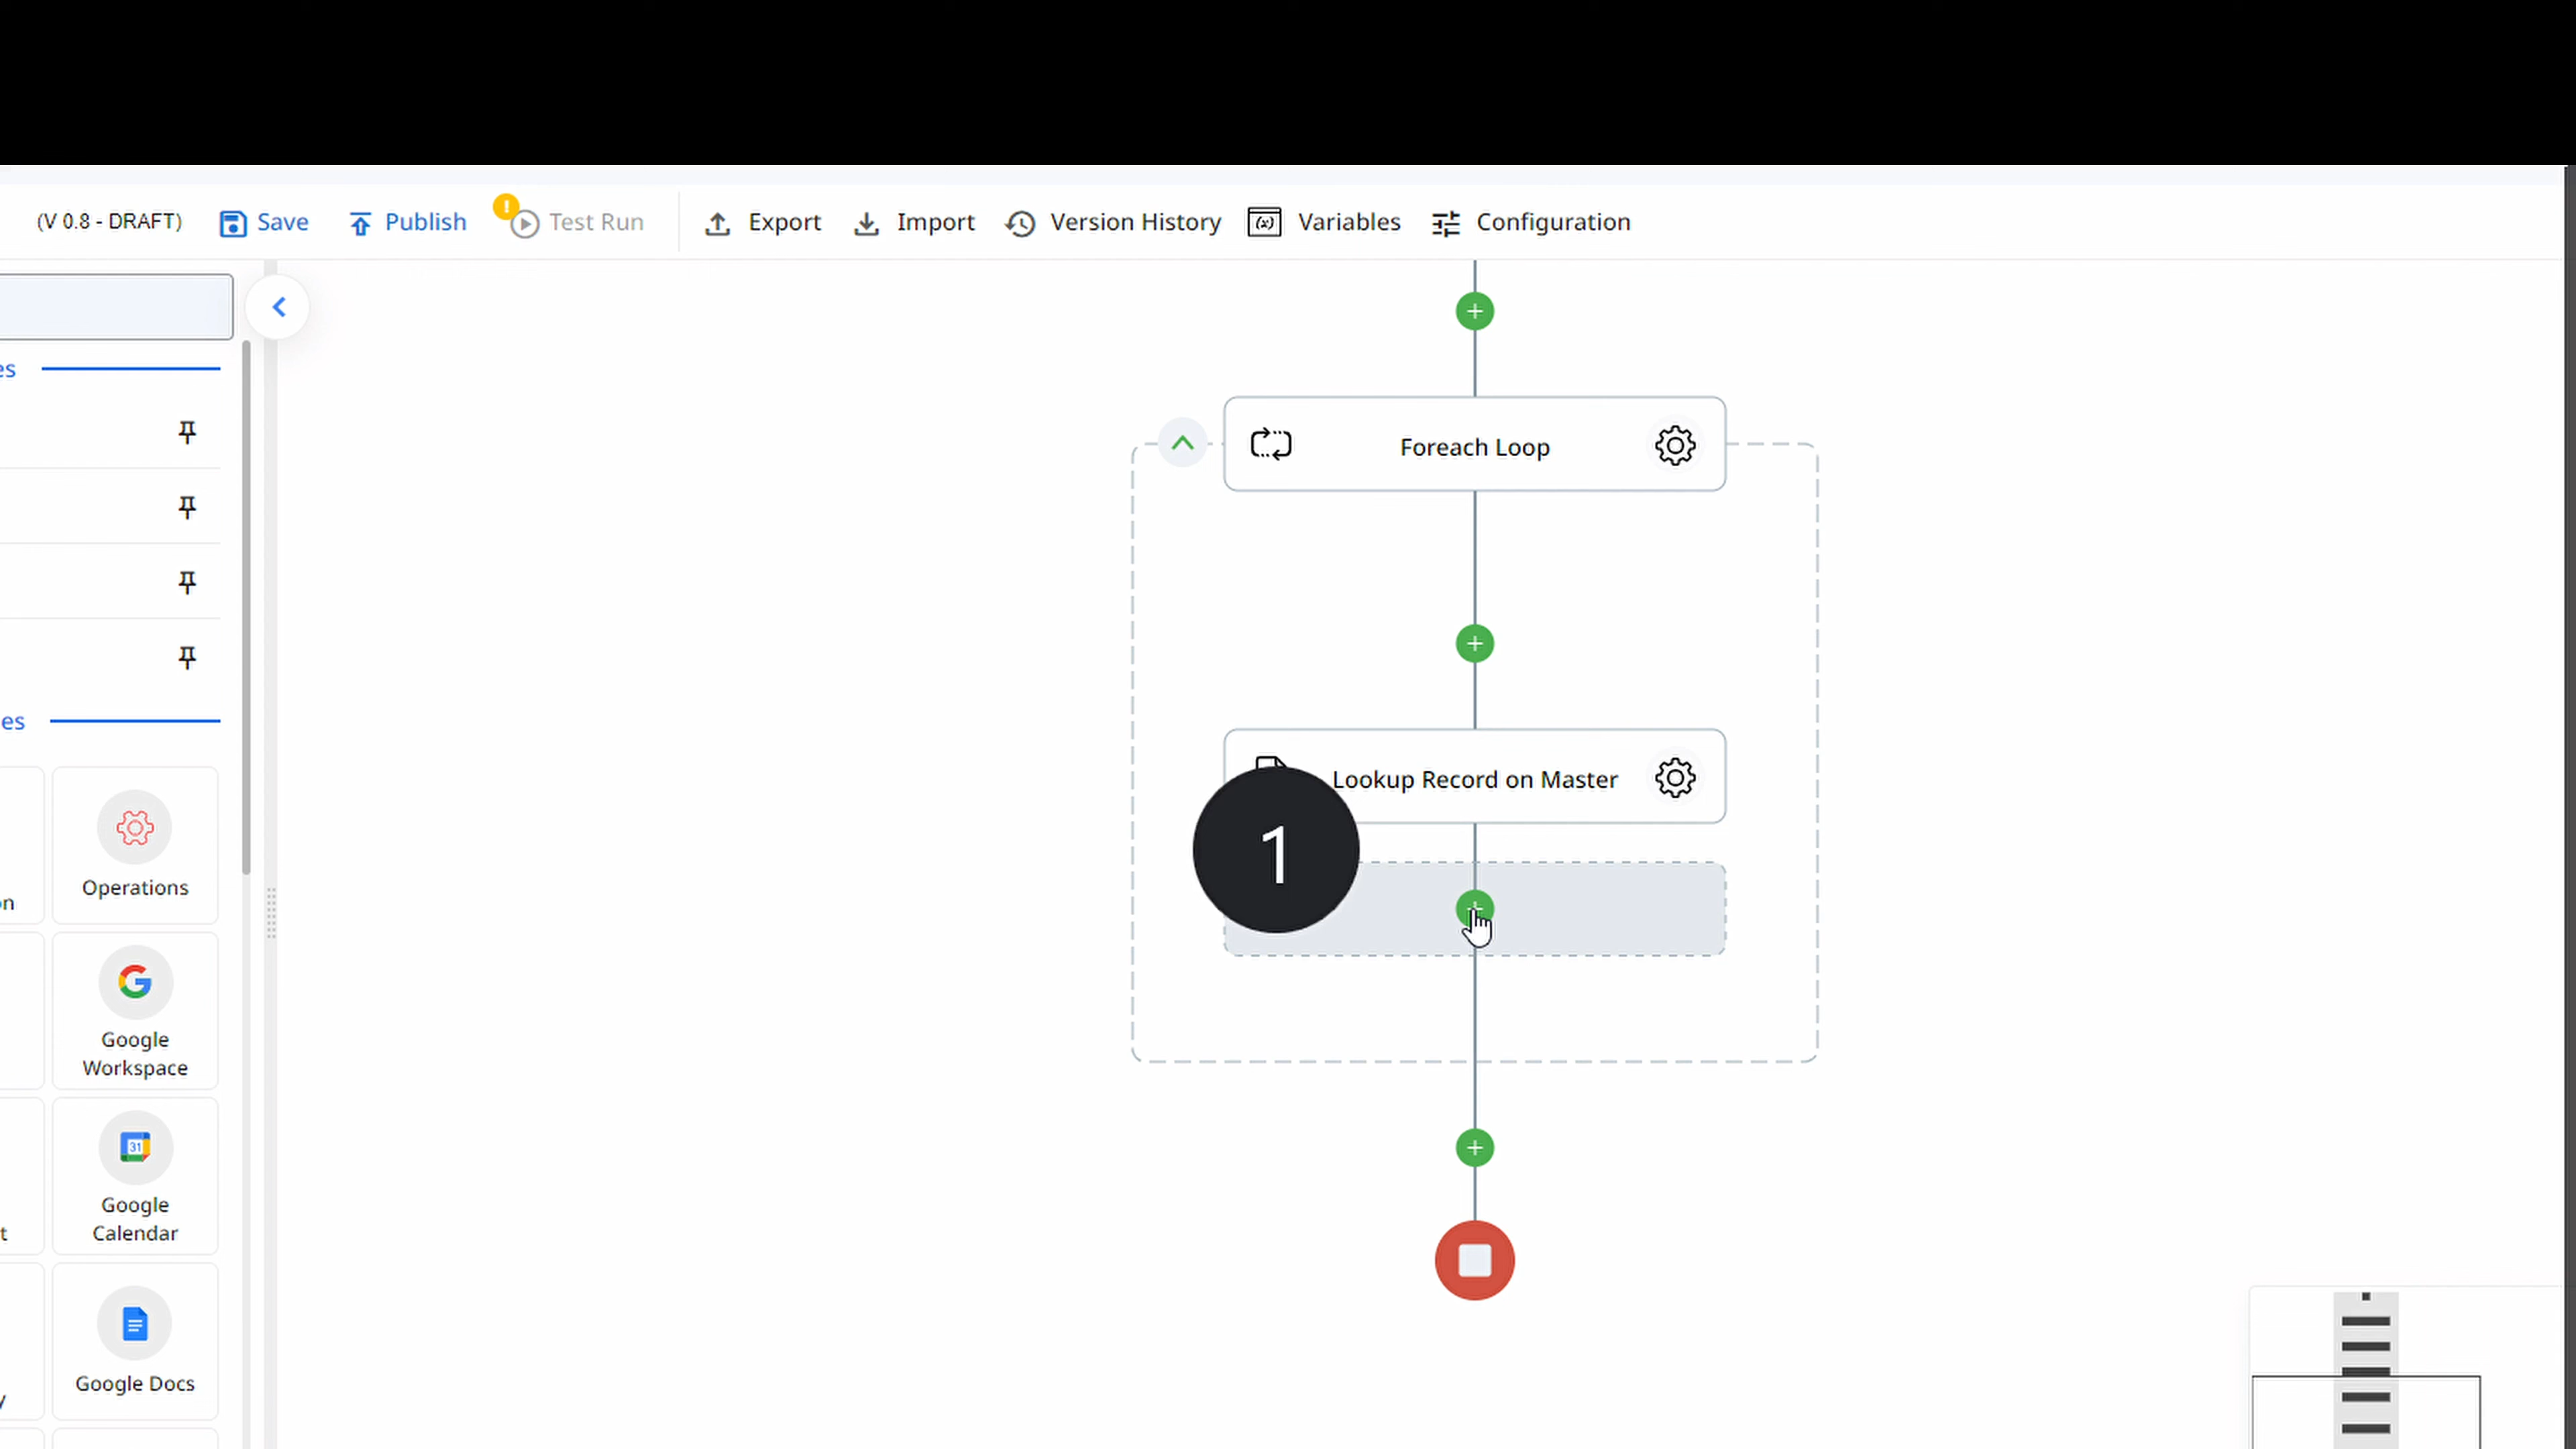 (V 0.8 - DRAFT) Save Publish ! Test Run Export Import Version History (x) Variables Configuration
es
Foreach Loop
es
Lookup Record on Master
1
Operations
on
Google
Workspace
31
Google
Calendar
t
Google Docs
y